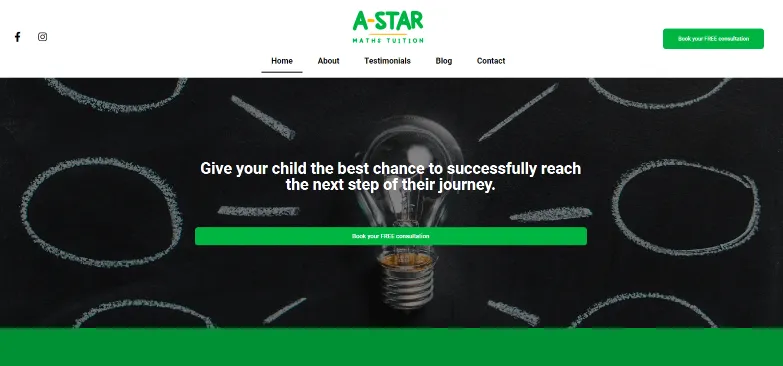 A-STAR
MATHS TUITION
Book your FREE consultation
Home About Testimonials Blog Contact
Give your child the best chance to successfully reach
the next step of their journey.
Book your FREE consultation